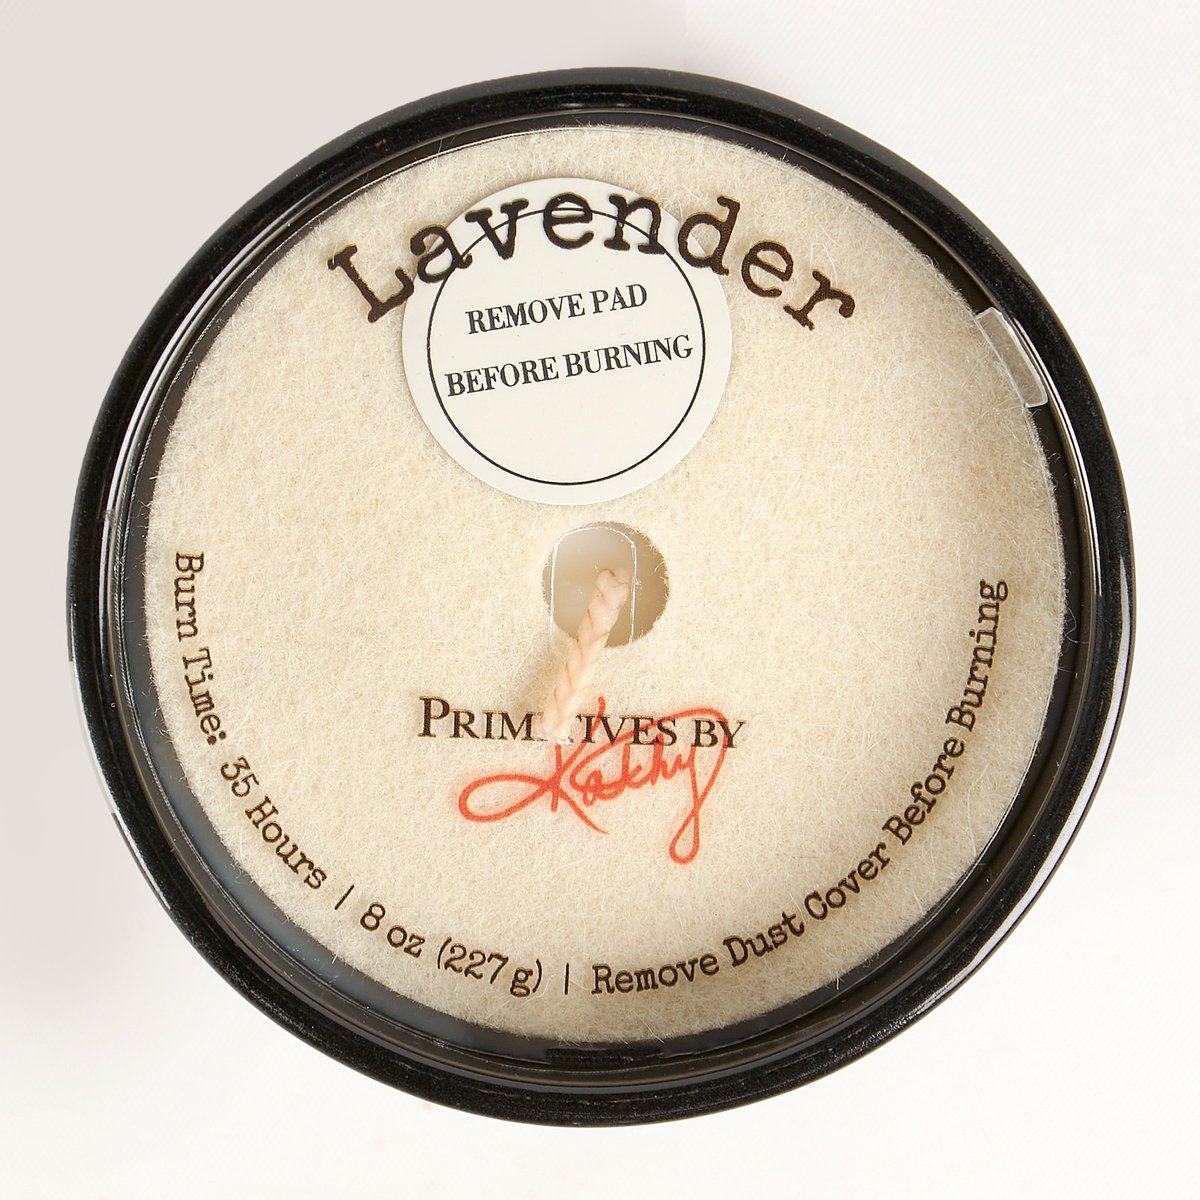 Lavender
REMOVE PAD
BEFORE BURNING
PRIMITIVES BY
Kathy
Burn Time: 35 Hours | 8 oz (227 g) | Remove Dust Cover Before Burning